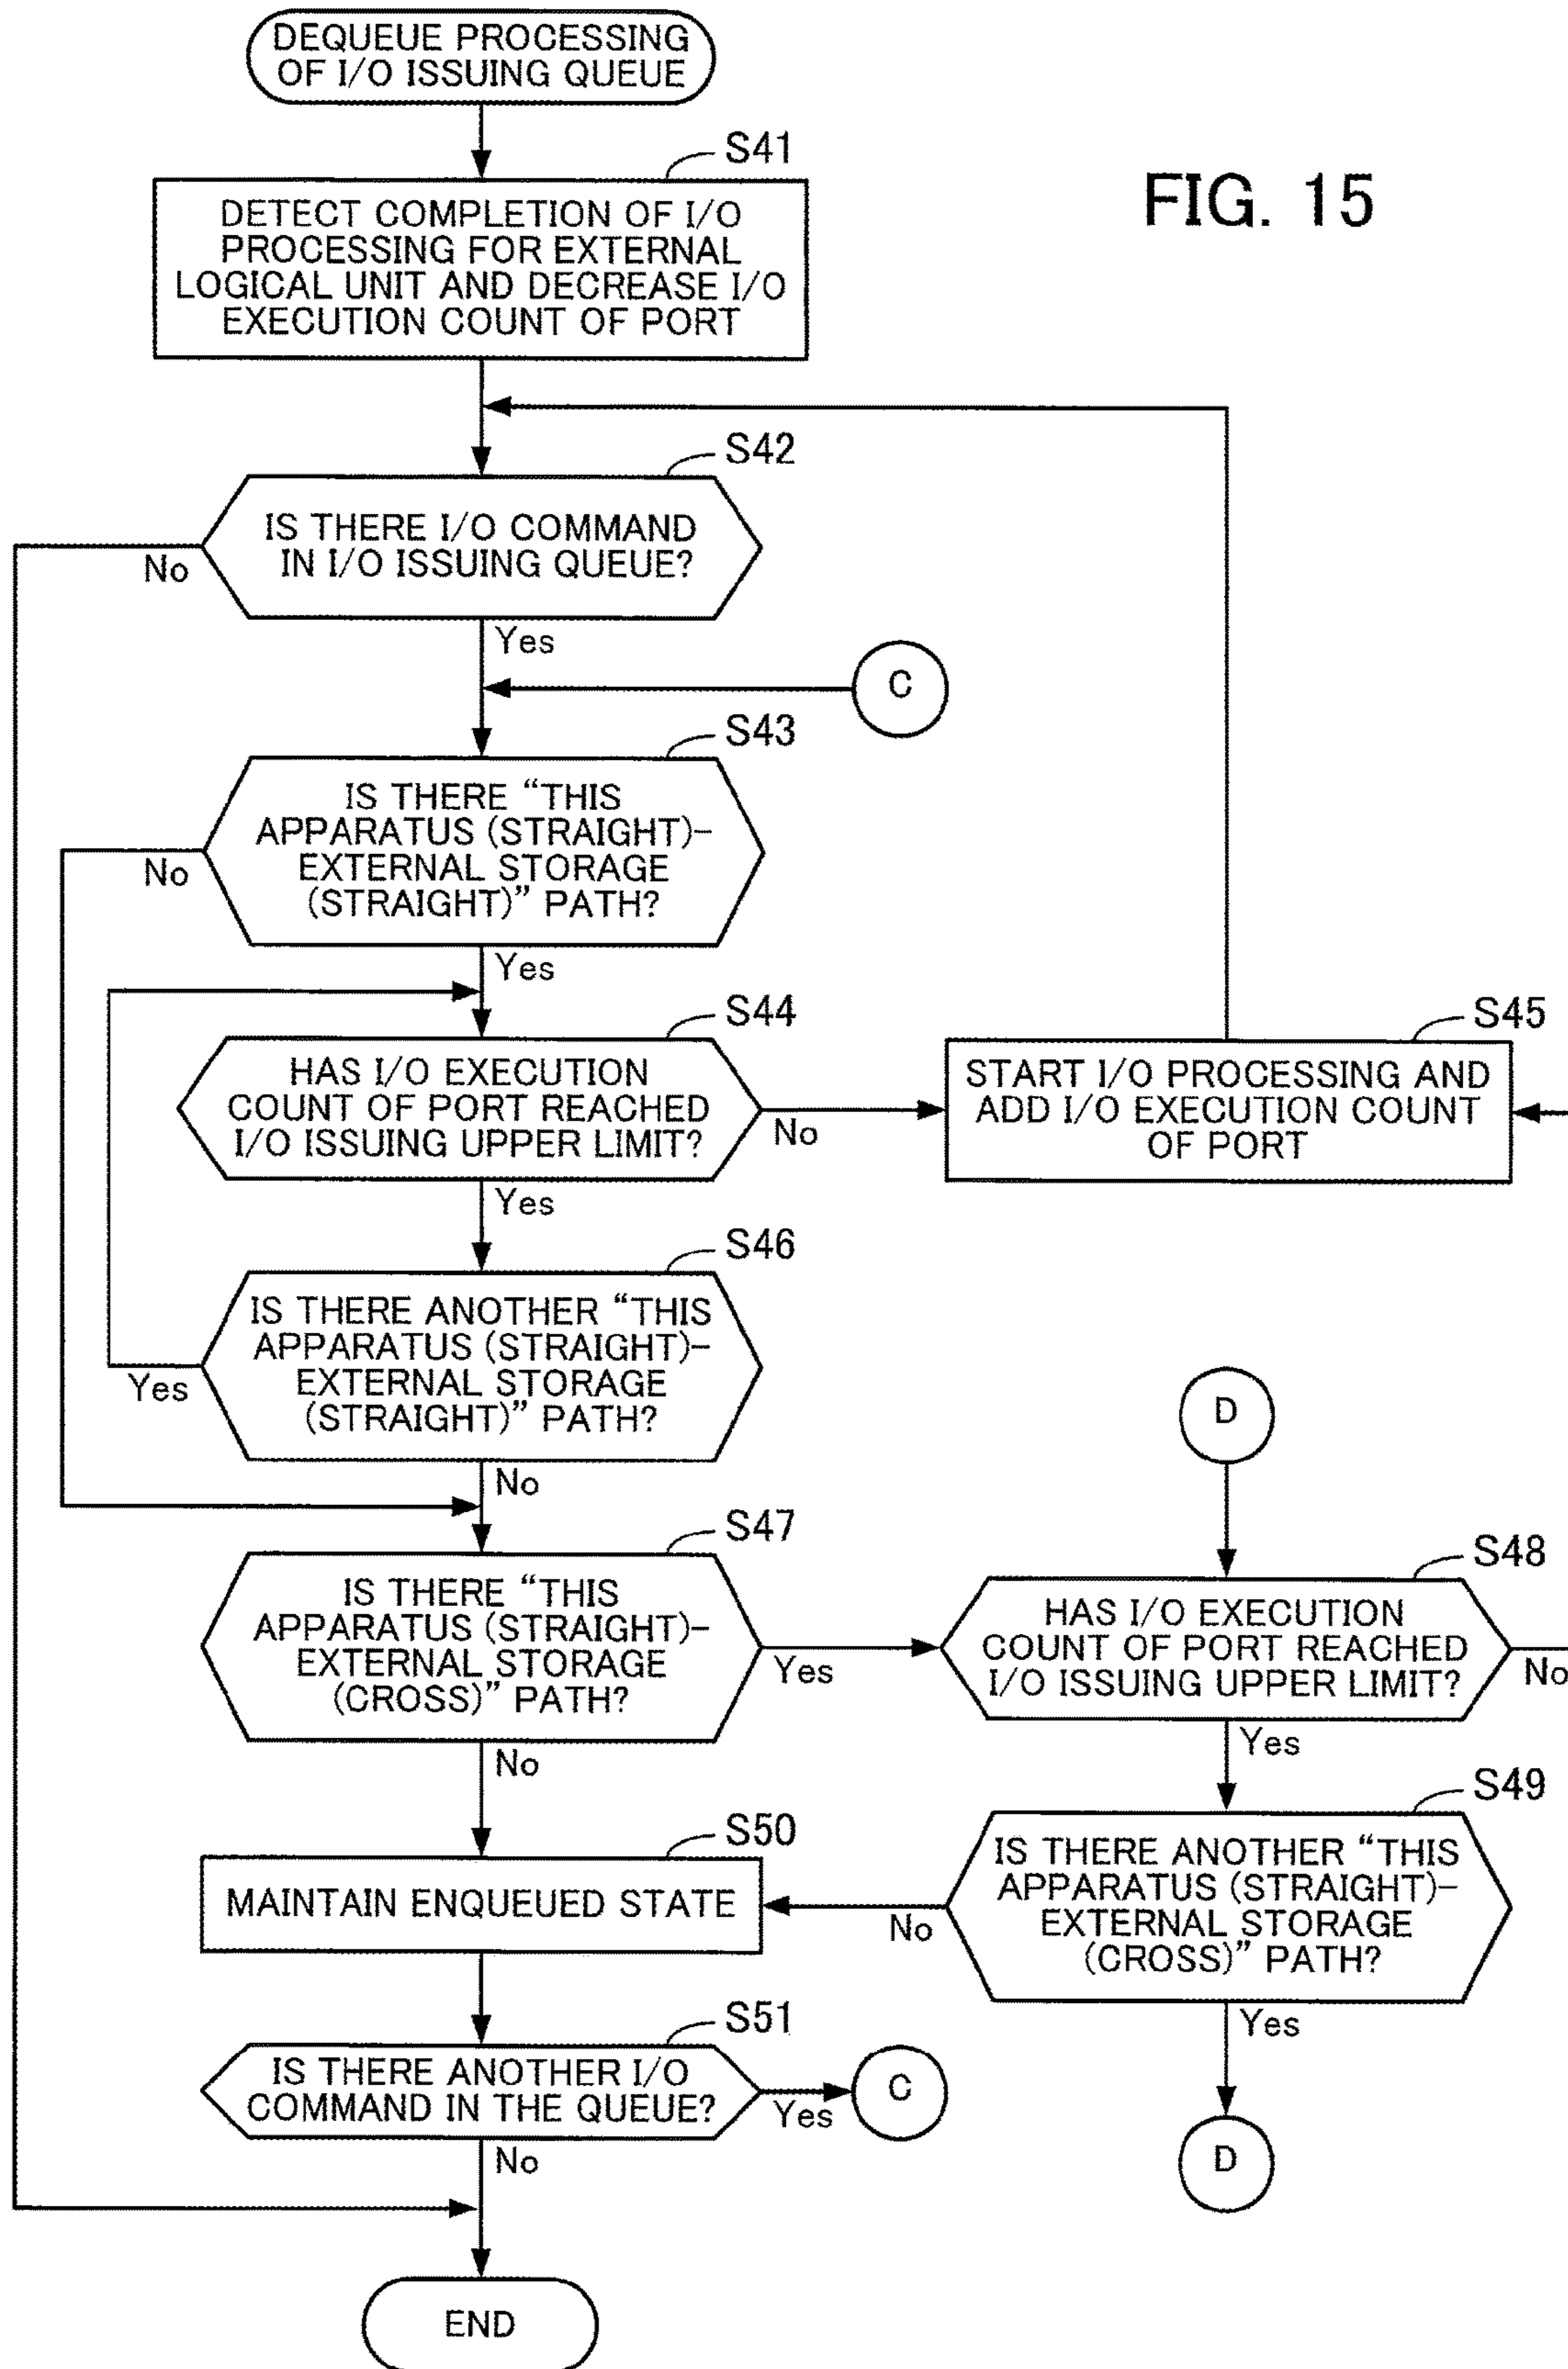 DEQUEUE PROCESSING
OF I/O ISSUING QUEUE
S41
FIG. 15
DETECT COMPLETION OF I/O
PROCESSING FOR EXTERNAL
LOGICAL UNIT AND DECREASE I/O
EXECUTION COUNT OF PORT
S42
IS THERE I/O COMMAND
IN I/O ISSUING QUEUE?
No
Yes
C
S43
IS THERE “THIS
APPARATUS (STRAIGHT)-
EXTERNAL STORAGE
(STRAIGHT)” PATH?
No
Yes
S44
HAS I/O EXECUTION
COUNT OF PORT REACHED
I/O ISSUING UPPER LIMIT?
No
Yes
S45
START I/O PROCESSING AND
ADD I/O EXECUTION COUNT
OF PORT
S46
IS THERE ANOTHER “THIS
APPARATUS (STRAIGHT)-
EXTERNAL STORAGE
(STRAIGHT)” PATH?
Yes
No
D
S47
IS THERE “THIS
APPARATUS (STRAIGHT)-
EXTERNAL STORAGE
(CROSS)” PATH?
Yes
No
S48
HAS I/O EXECUTION
COUNT OF PORT REACHED
I/O ISSUING UPPER LIMIT?
No
Yes
S49
IS THERE ANOTHER “THIS
APPARATUS (STRAIGHT)-
EXTERNAL STORAGE
(CROSS)” PATH?
No
Yes
S50
MAINTAIN ENQUEUED STATE
S51
IS THERE ANOTHER I/O
COMMAND IN THE QUEUE?
Yes
C
No
D
END